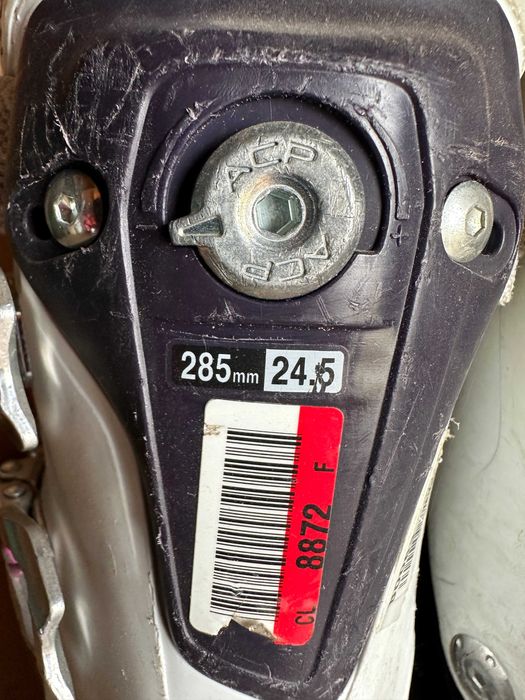 ACP
ACP
- +
285mm 24.5
CL 8872 F